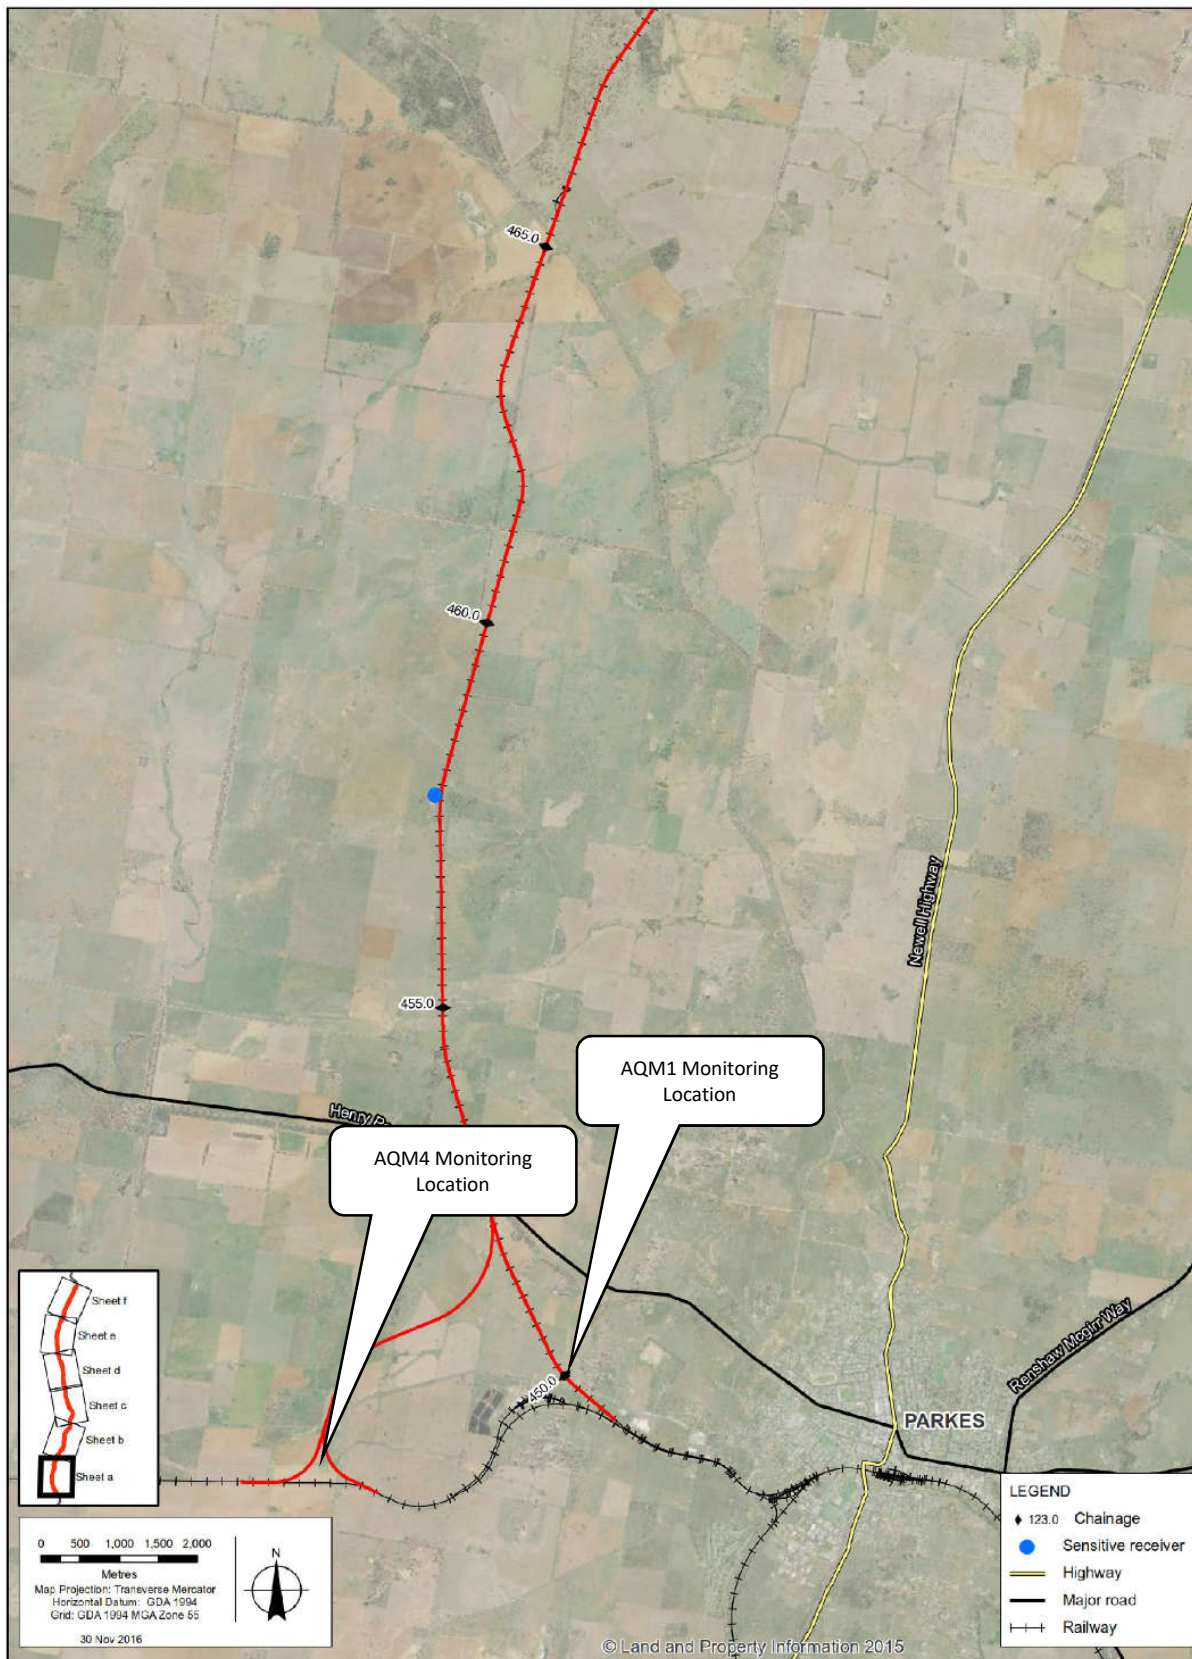 465.0
460.0
Newell Highway
455.0
AQM1 Monitoring
Location
Henry
AQM4 Monitoring
Location
Renshaw Mcgirr Way
450.0
PARKES
Sheet f
Sheet e
Sheet d
Sheet c
Sheet b
Sheet a
LEGEND
123.0 Chainage
Sensitive receiver
Highway
Major road
Railway
0 500 1,000 1,500 2,000
Metres
Map Projection: Transverse Mercator
Horizontal Datum: GDA 1994
Grid: GDA 1994 MGA Zone 55
30 Nov 2016
N
© Land and Property Information 2015